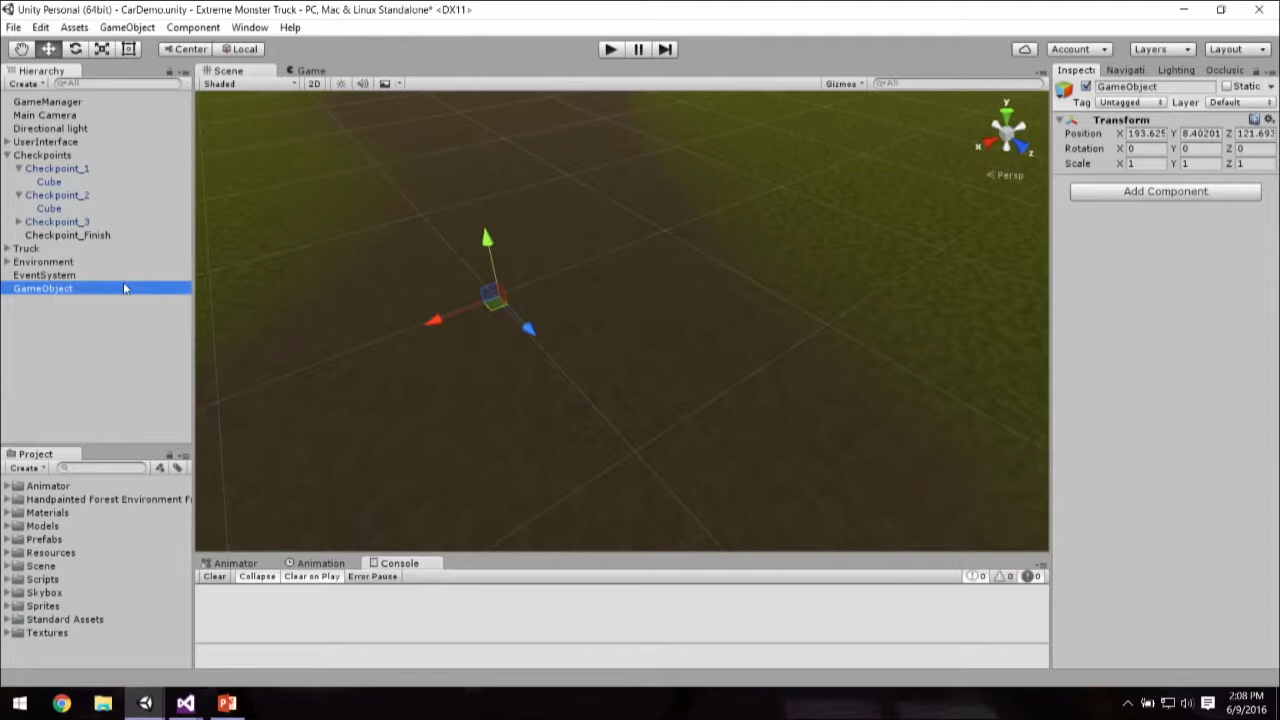 Unity Personal (64bit) - CarDemo.unity - Extreme Monster Truck - PC, Mac & Linux Standalone* <DX11>
File Edit Assets GameObject Component Window Help
Center Local Account Layers Layout
Hierarchy Scene Game Inspecti Navigati Lighting Occlusic
Create All Shaded 2D Gizmos All GameObject Static
GameManager Tag Untagged Layer Default
Main Camera Transform
Directional light Position X 193.625 Y 8.40201 Z 121.693
UserInterface Rotation X 0 Y 0 Z 0
Checkpoints Scale X 1 Y 1 Z 1
Checkpoint_1
Cube
Checkpoint_2
Cube
Checkpoint_3
Checkpoint_Finish
Truck
Environment
EventSystem
GameObject
y
x
z
Persp
Add Component
Project
Create
Animator
Handpainted Forest Environment F
Materials
Models
Prefabs
Resources
Scene
Scripts
Skybox
Sprites
Standard Assets
Textures
Animator Animation Console
Clear Collapse Clear on Play Error Pause 0 0 0
2:08 PM
6/9/2016